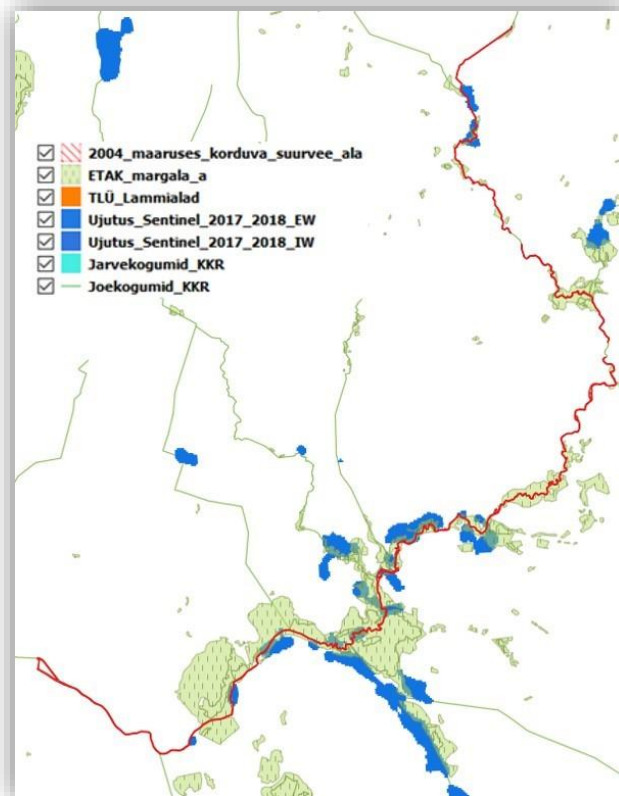 2004_maaruses_korduva_suurvee_ala
ETAK_margala_a
TLÜ_Lammialad
Ujutus_Sentinel_2017_2018_EW
Ujutus_Sentinel_2017_2018_IW
Jarvekogumid_KKR
Joekogumid_KKR